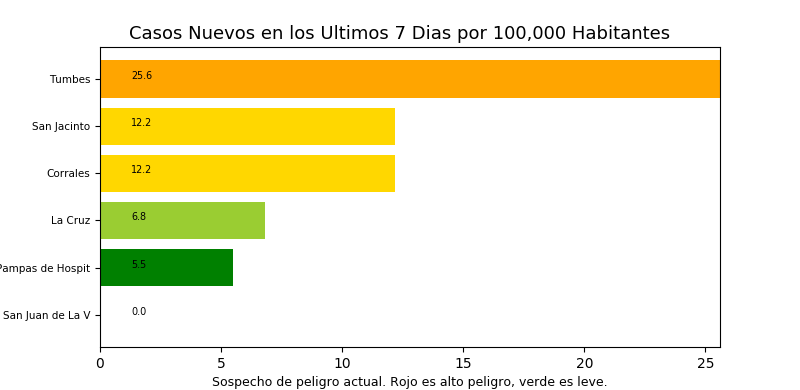 Casos Nuevos en los Ultimos 7 Dias por 100,000 Habitantes
Tumbes 25.6
San Jacinto 12.2
Corrales 12.2
La Cruz 6.8
Pampas de Hospit 5.5
San Juan de La V 0.0
0 5 10 15 20 25
Sospecho de peligro actual. Rojo es alto peligro, verde es leve.